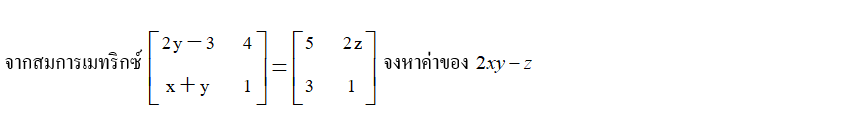 จากสมการเมทริกซ์ [2y−3 4 x+y 1] = [5 2z 3 1] จงหาค่าของ 2xy−z